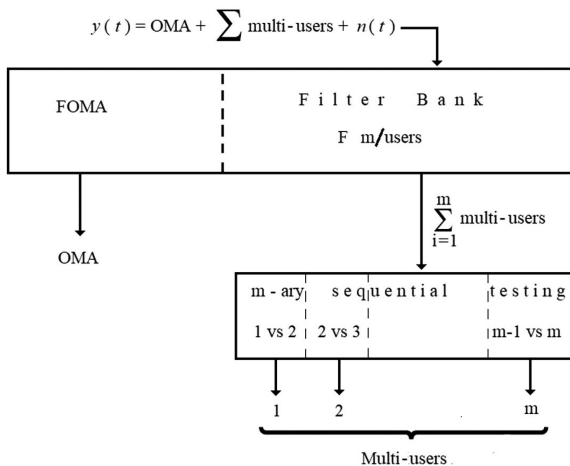 y(t) = OMA + ∑ multi-users + n(t)
FOMA
Filter Bank
F m/users
m
∑ multi-users
i=1
OMA
m-ary sequential testing
1 vs 2 2 vs 3 m-1 vs m
1 2 m
Multi-users